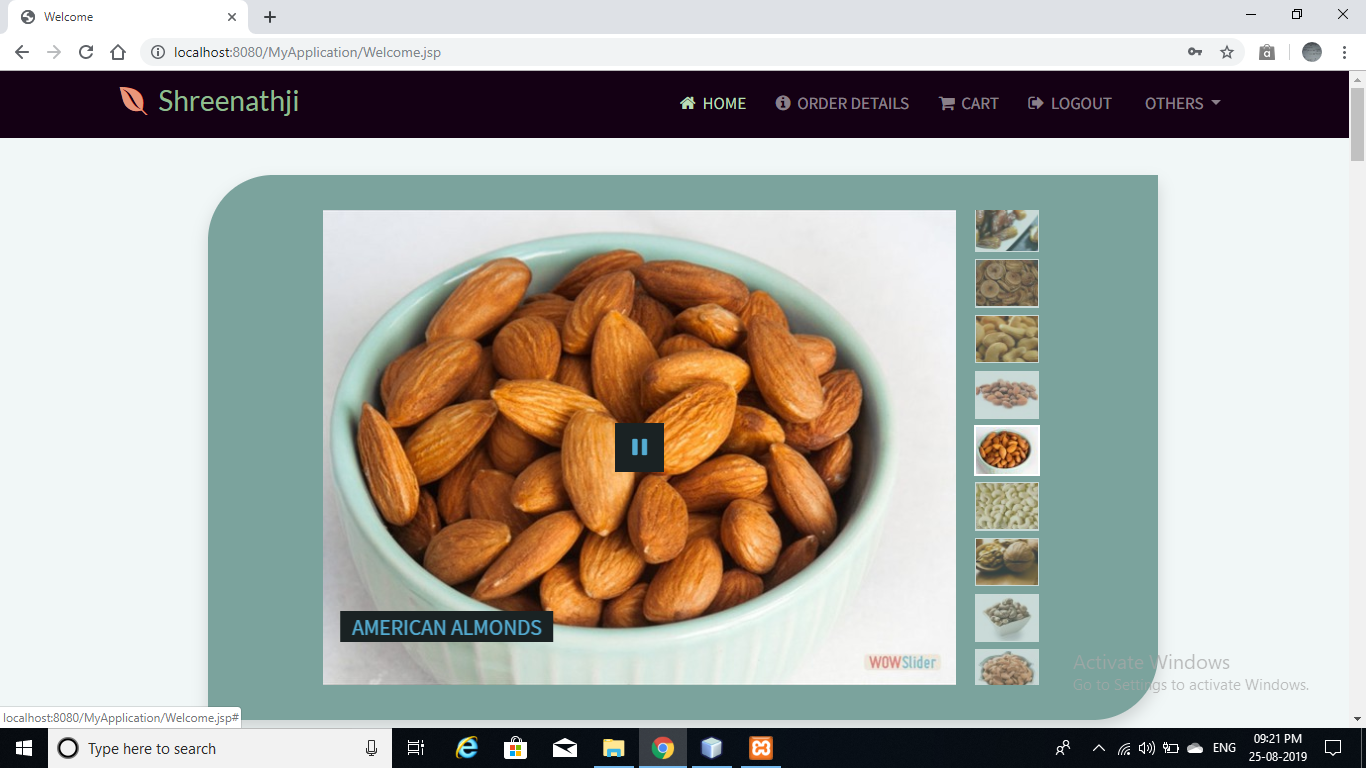 Welcome
localhost:8080/MyApplication/Welcome.jsp
Shreenathji
HOME ORDER DETAILS CART LOGOUT OTHERS
AMERICAN ALMONDS
WOWSlider
Activate Windows
Go to Settings to activate Windows.
localhost:8080/MyApplication/Welcome.jsp#
Type here to search
ENG
09:21 PM
25-08-2019